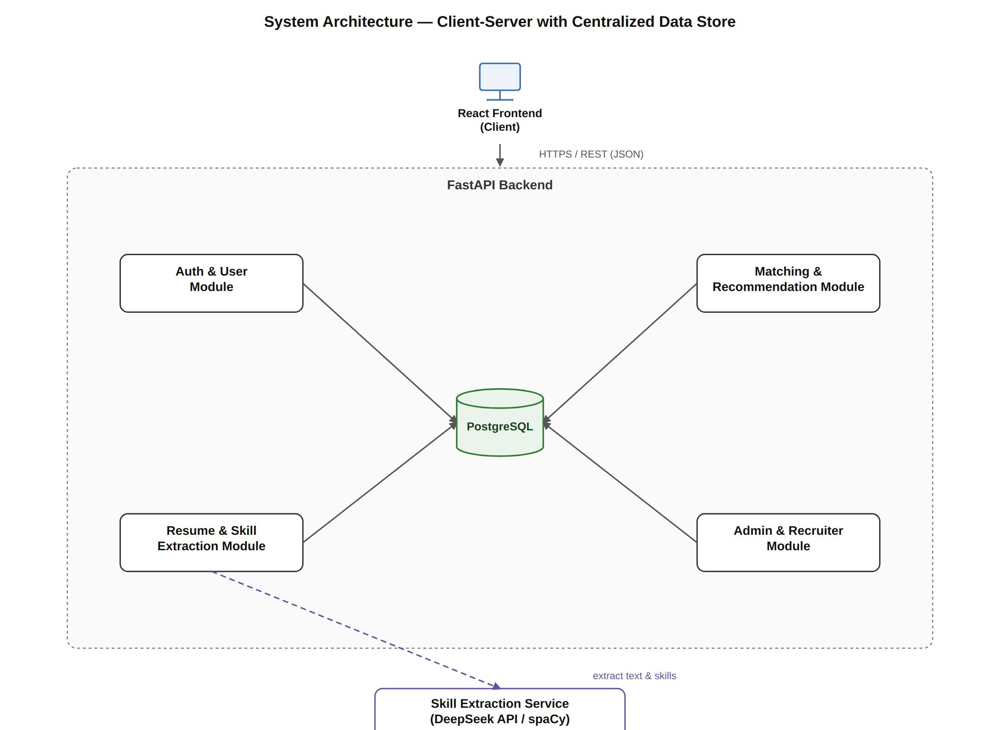 System Architecture — Client-Server with Centralized Data Store
React Frontend
(Client)
HTTPS / REST (JSON)
FastAPI Backend
Auth & User
Module
Matching &
Recommendation Module
PostgreSQL
Resume & Skill
Extraction Module
Admin & Recruiter
Module
extract text & skills
Skill Extraction Service
(DeepSeek API / spaCy)